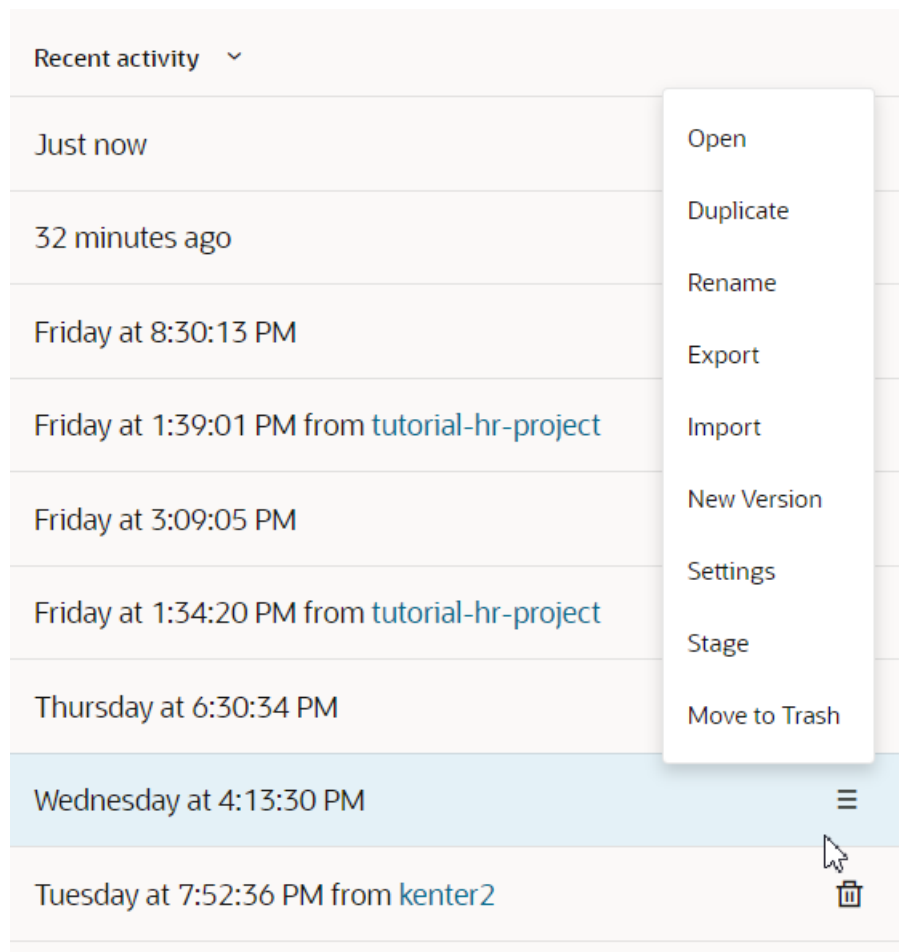 Recent activity
Just now
32 minutes ago
Friday at 8:30:13 PM
Friday at 1:39:01 PM from tutorial-hr-project
Friday at 3:09:05 PM
Friday at 1:34:20 PM from tutorial-hr-project
Thursday at 6:30:34 PM
Wednesday at 4:13:30 PM
Tuesday at 7:52:36 PM from kenter2
Open
Duplicate
Rename
Export
Import
New Version
Settings
Stage
Move to Trash